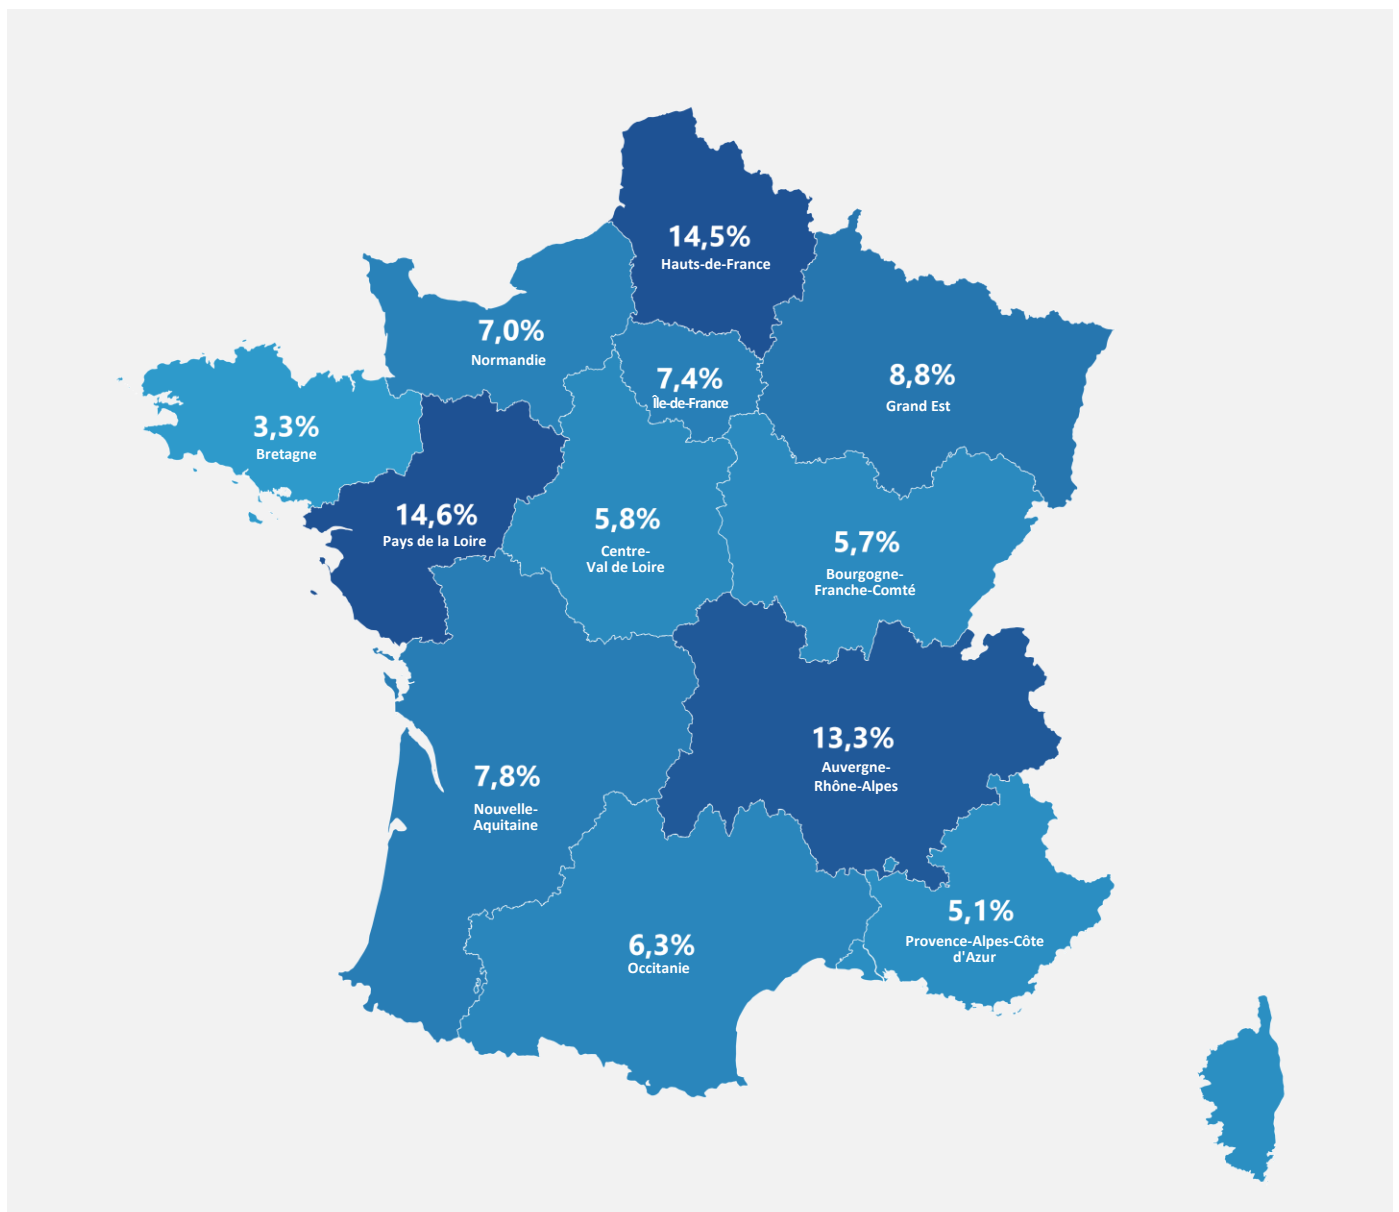 14,5%
Hauts-de-France
7,0%
Normandie
7,4%
Île-de-France
8,8%
Grand Est
3,3%
Bretagne
14,6%
Pays de la Loire
5,8%
Centre-
Val de Loire
5,7%
Bourgogne-
Franche-Comté
13,3%
Auvergne-
Rhône-Alpes
7,8%
Nouvelle-
Aquitaine
5,1%
Provence-Alpes-Côte
d'Azur
6,3%
Occitanie